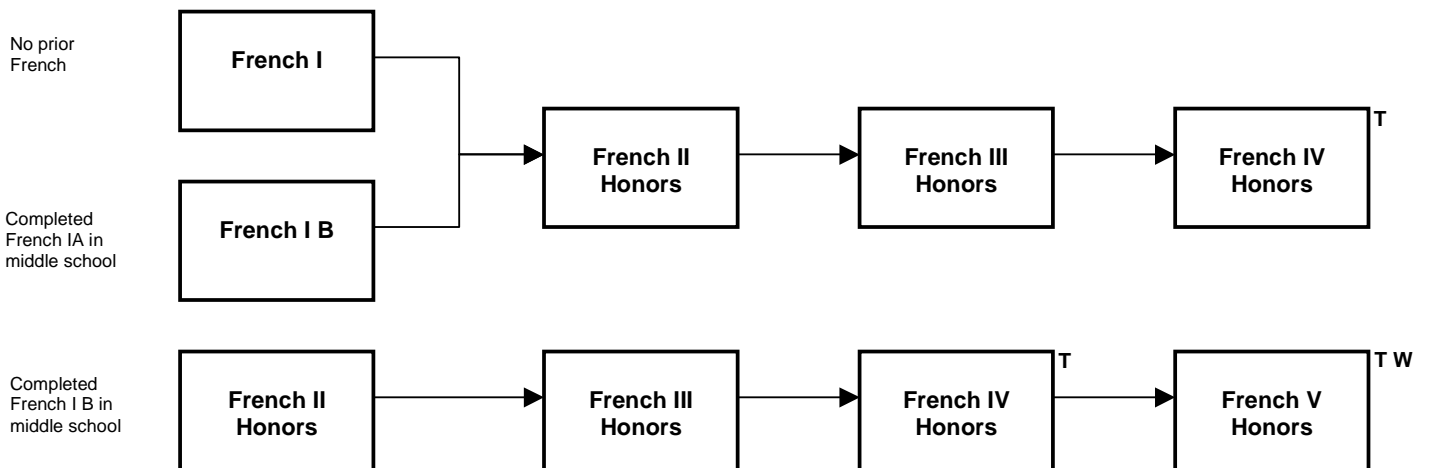 No prior
French
French I
French II
Honors
French III
Honors
French IV
Honors
T
Completed
French IA in
middle school
French I B
Completed
French I B in
middle school
French II
Honors
French III
Honors
French IV
Honors
T
French V
Honors
T W